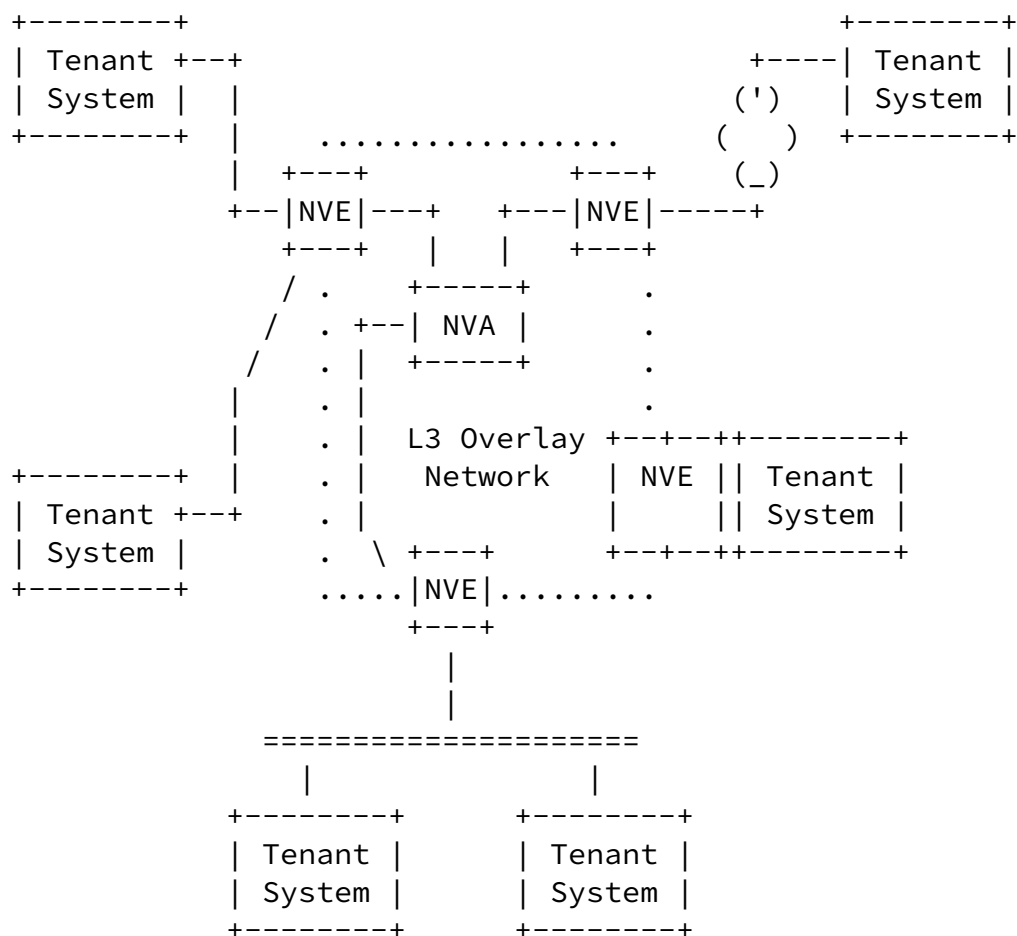 +--------+                                    +--------+
| Tenant +--+                            +----| Tenant |
| System |  |                           (')   | System |
+--------+  |    .................     (   )  +--------+
            |  +---+           +---+    (_)
            +--|NVE|---+   +---|NVE|-----+
               +---+   |   |   +---+
               / .    +-----+      .
              /  . +--| NVA |      .
             /   . |  +-----+      .
            |    . |               .
            |    . |  L3 Overlay +--+--++--------+
+--------+  |    . |   Network   | NVE || Tenant |
| Tenant +--+    . |             |     || System |
| System |       .  \ +---+      +--+--++--------+
+--------+       .....|NVE|.........
                      +---+
                        |
                        |
              =====================
                |               |
            +--------+      +--------+
            | Tenant |      | Tenant |
            | System |      | System |
            +--------+      +--------+